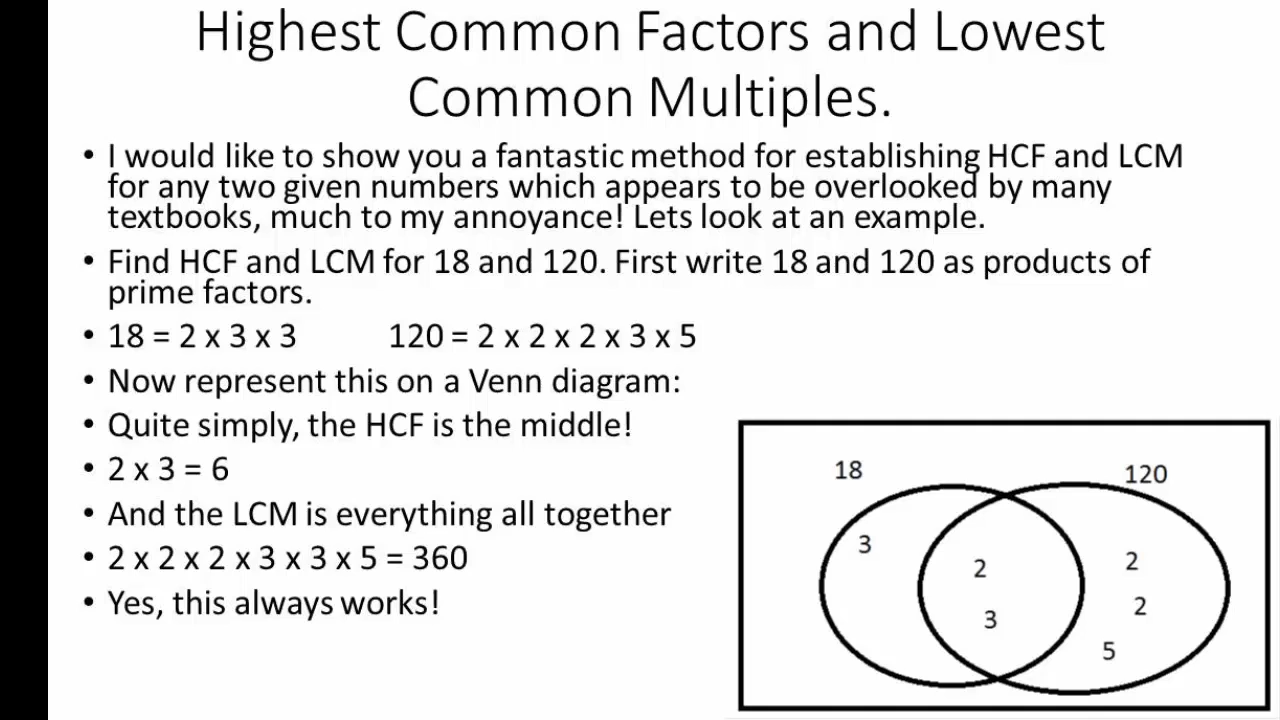 Highest Common Factors and Lowest
Common Multiples.
• I would like to show you a fantastic method for establishing HCF and LCM
for any two given numbers which appears to be overlooked by many
textbooks, much to my annoyance! Lets look at an example.
• Find HCF and LCM for 18 and 120. First write 18 and 120 as products of
prime factors.
• 18 = 2 x 3 x 3 120 = 2 x 2 x 2 x 3 x 5
• Now represent this on a Venn diagram:
• Quite simply, the HCF is the middle!
• 2 x 3 = 6
• And the LCM is everything all together
• 2 x 2 x 2 x 3 x 3 x 5 = 360
• Yes, this always works!
18 120
3
2 2
3 2
5